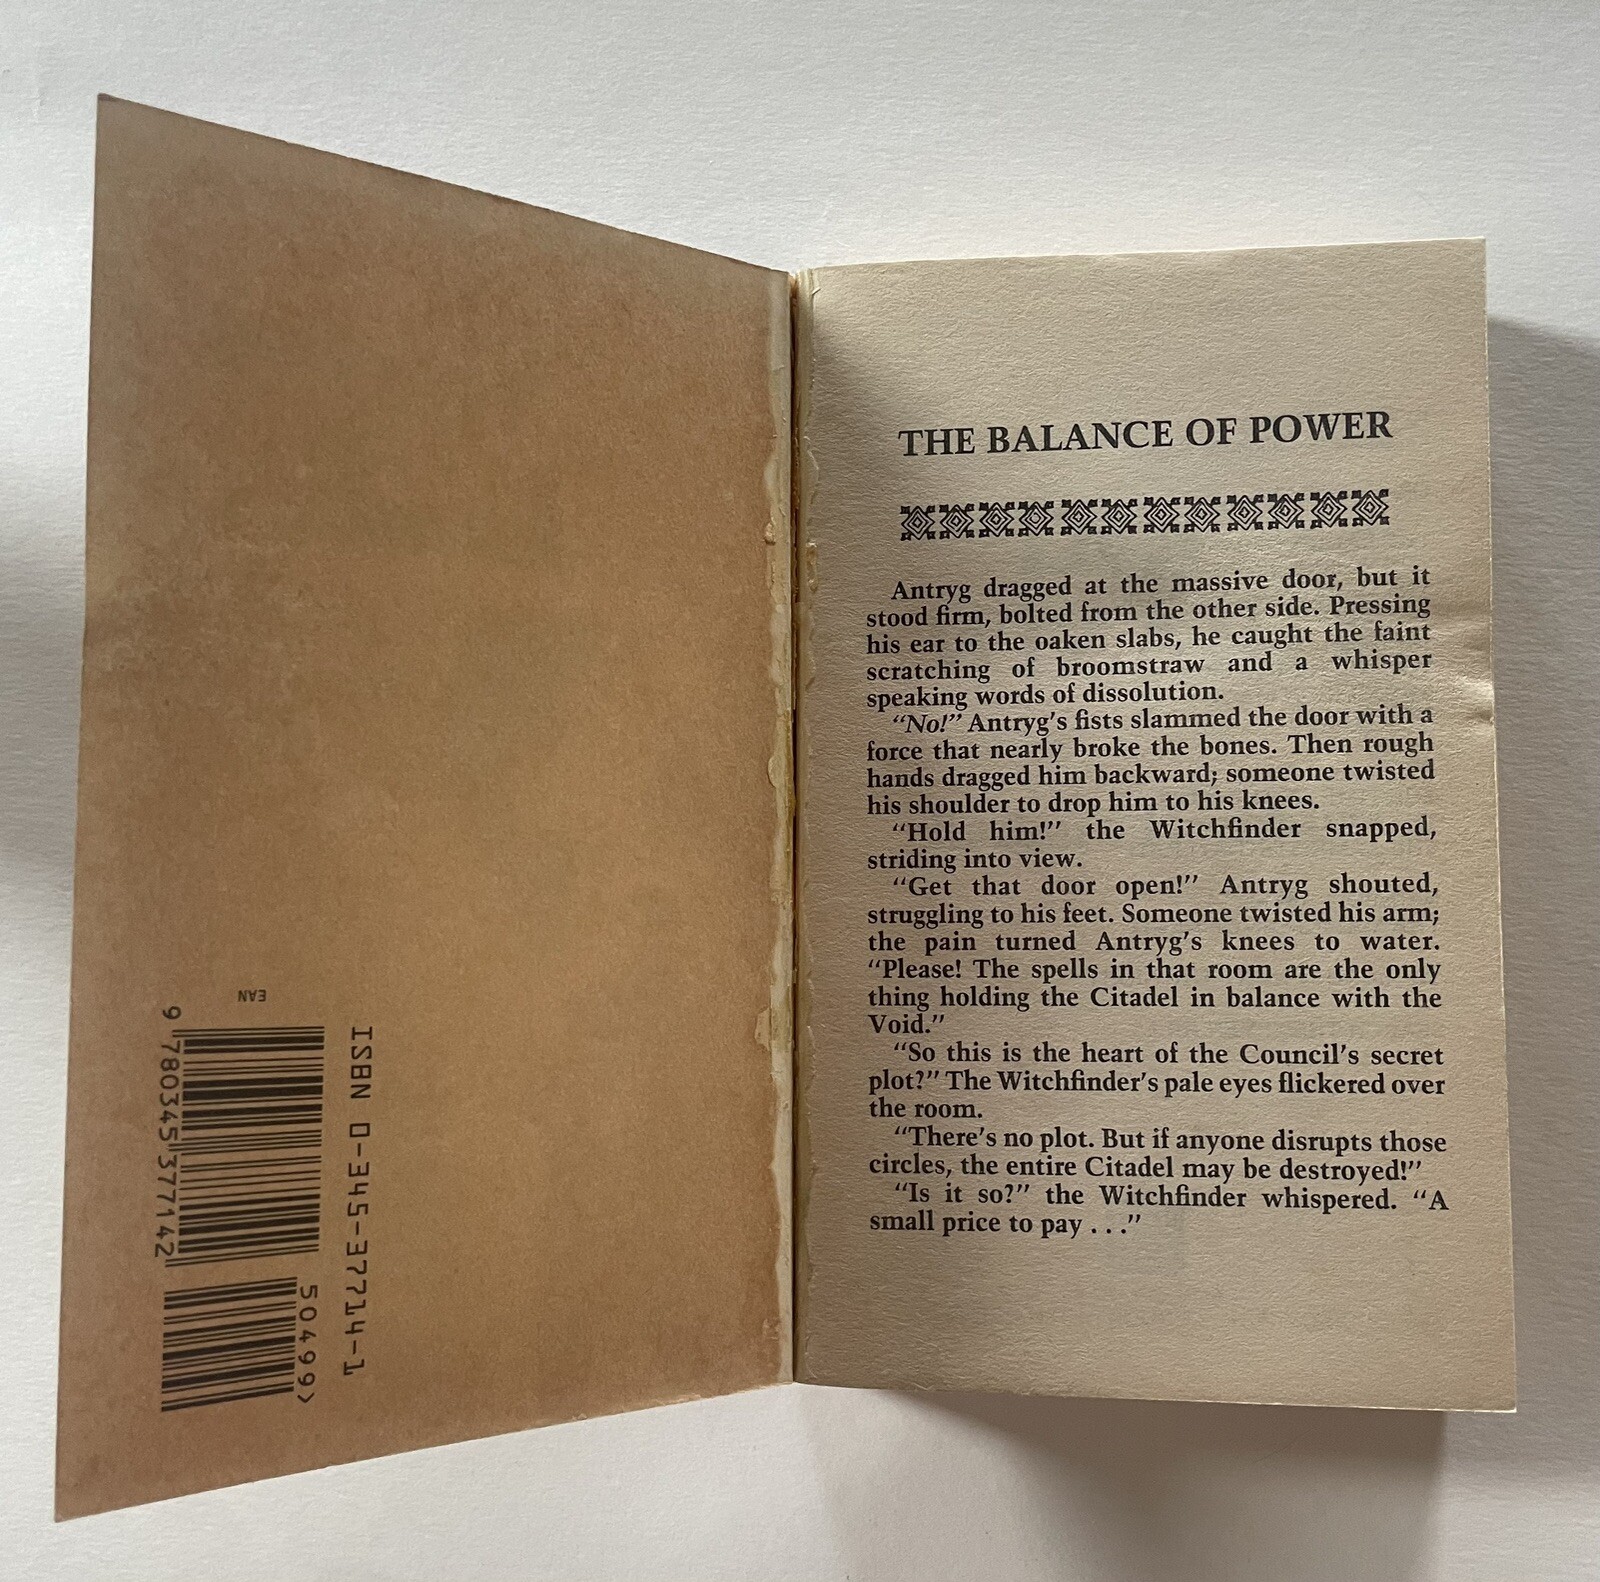 EAN
9 780345 377142
50499>
ISBN 0-345-37714-1
THE BALANCE OF POWER
Antryg dragged at the massive door, but it
stood firm, bolted from the other side. Pressing
his ear to the oaken slabs, he caught the faint
scratching of broomstraw and a whisper
speaking words of dissolution.
“No!” Antryg’s fists slammed the door with a
force that nearly broke the bones. Then rough
hands dragged him backward; someone twisted
his shoulder to drop him to his knees.
“Hold him!” the Witchfinder snapped,
striding into view.
“Get that door open!” Antryg shouted,
struggling to his feet. Someone twisted his arm;
the pain turned Antryg’s knees to water.
“Please! The spells in that room are the only
thing holding the Citadel in balance with the
Void.”
“So this is the heart of the Council’s secret
plot?” The Witchfinder’s pale eyes flickered over
the room.
“There’s no plot. But if anyone disrupts those
circles, the entire Citadel may be destroyed!”
“Is it so?” the Witchfinder whispered. “A
small price to pay . . .”